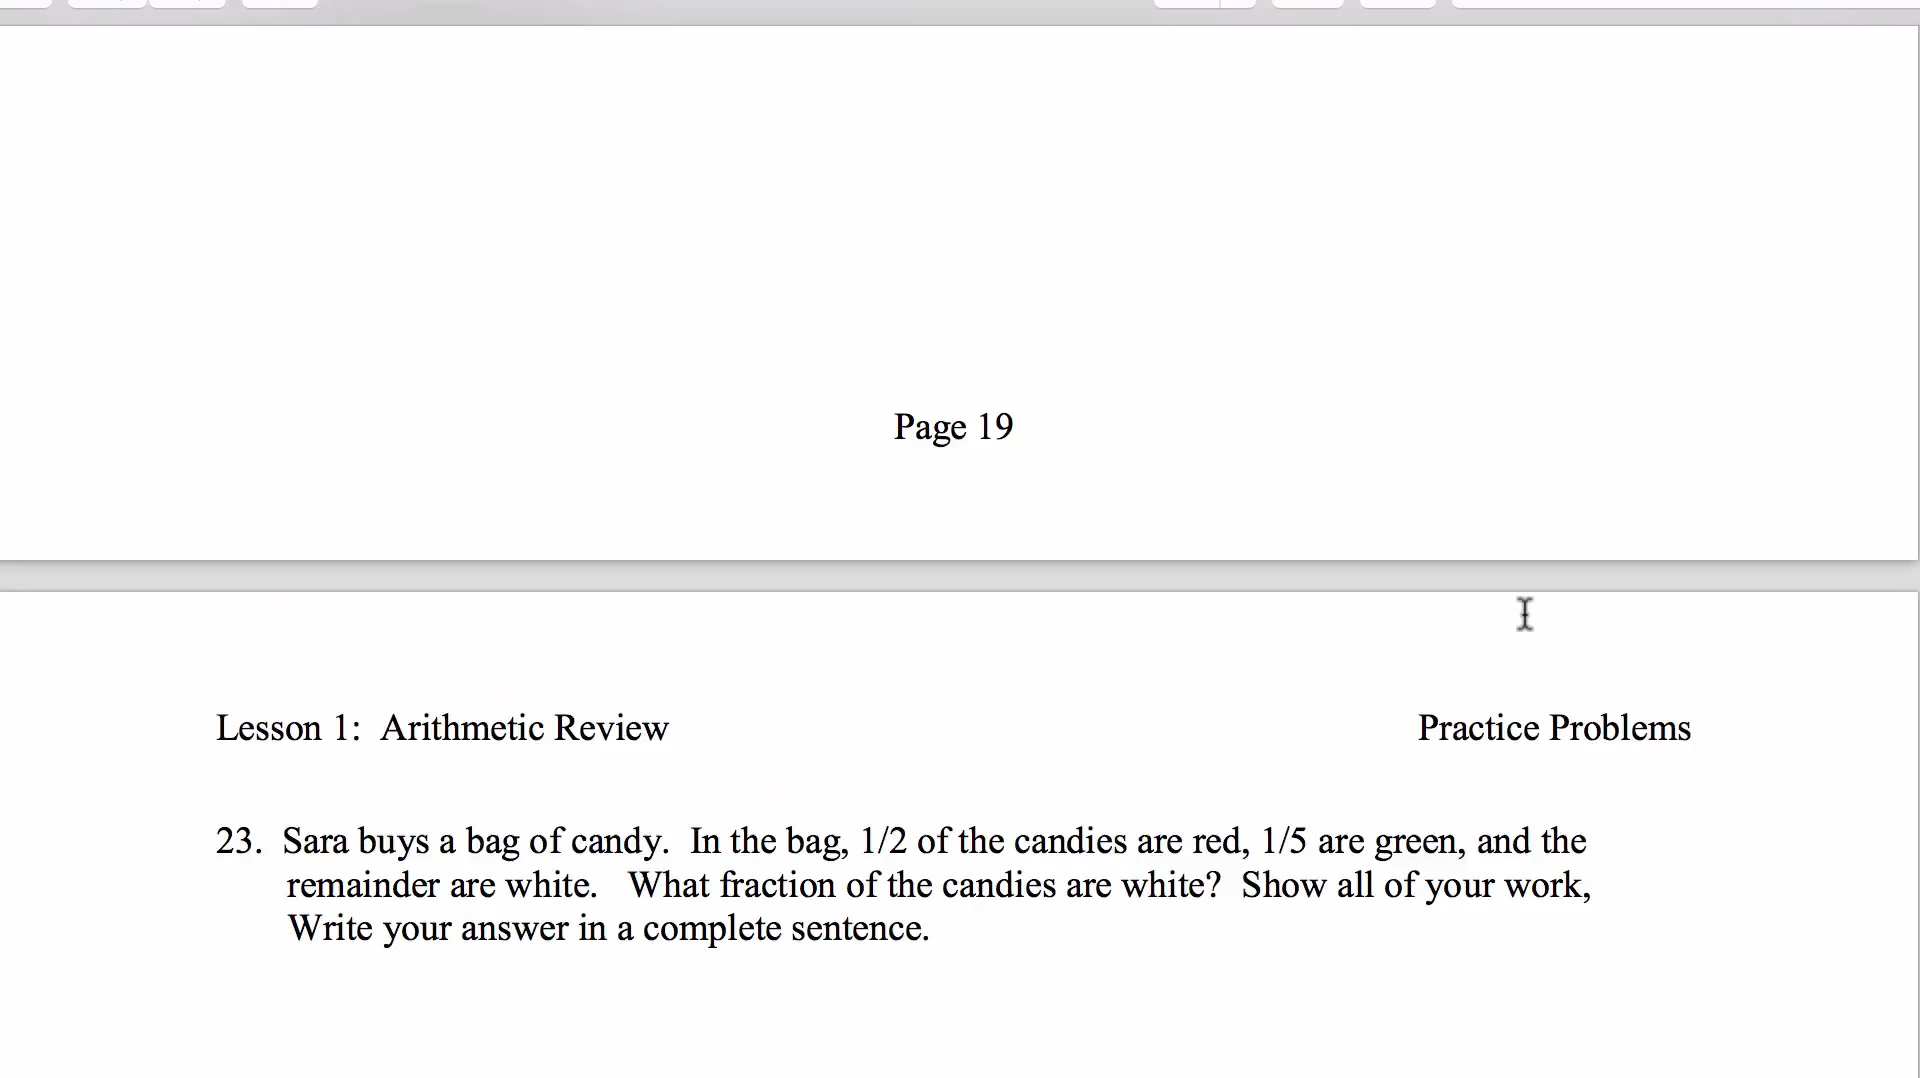 Page 19
Lesson 1: Arithmetic Review
Practice Problems
23. Sara buys a bag of candy. In the bag, 1/2 of the candies are red, 1/5 are green, and the
remainder are white. What fraction of the candies are white? Show all of your work,
Write your answer in a complete sentence.